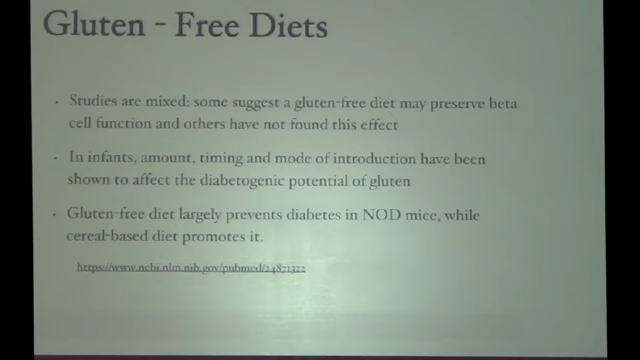 Gluten - Free Diets
• Studies are mixed: some suggest a gluten-free diet may preserve beta
cell function and others have not found this effect
• In infants, amount, timing and mode of introduction have been
shown to affect the diabetogenic potential of gluten
• Gluten-free diet largely prevents diabetes in NOD mice, while
cereal-based diet promotes it.
https://www.ncbi.nlm.nih.gov/pubmed/24871322